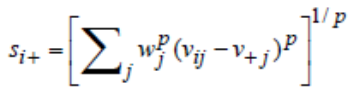 s_{i+} = [ ∑_j w_j^p (v_{ij} − v_{+j})^p ]^{1/p}